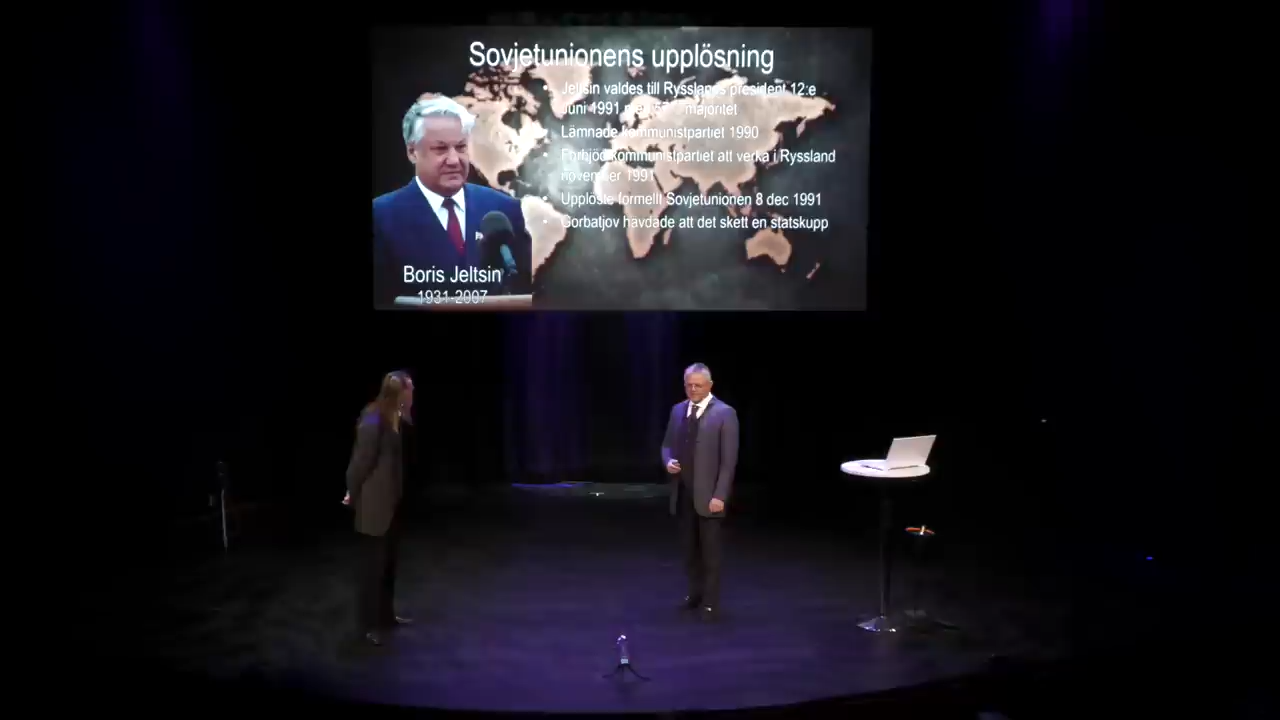 Sovjetunionens upplösning
• Jeltsin valdes till Rysslands president 12:e
juni 1991 med 57% majoritet
• Lämnade kommunistpartiet 1990
• Förbjöd kommunistpartiet att verka i Ryssland
november 1991
• Upplöste formellt Sovjetunionen 8 dec 1991
• Gorbatjov hävdade att det skett en statskupp
Boris Jeltsin
1931-2007